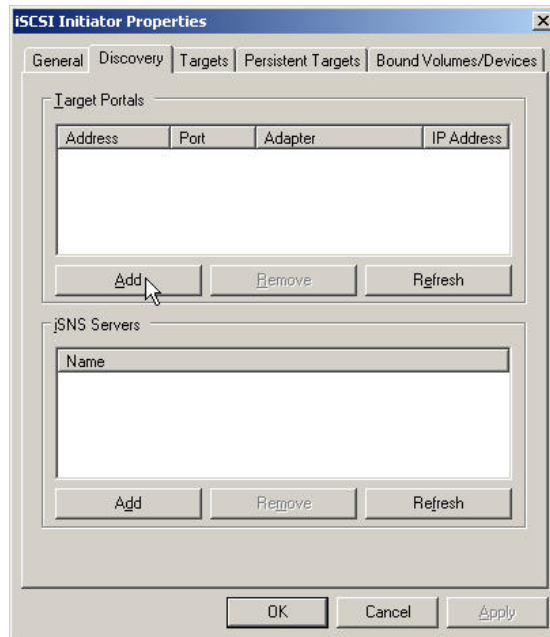 iSCSI Initiator Properties
General Discovery Targets Persistent Targets Bound Volumes/Devices
Target Portals
Address Port Adapter IP Address
Add Remove Refresh
iSNS Servers
Name
Add Remove Refresh
OK Cancel Apply